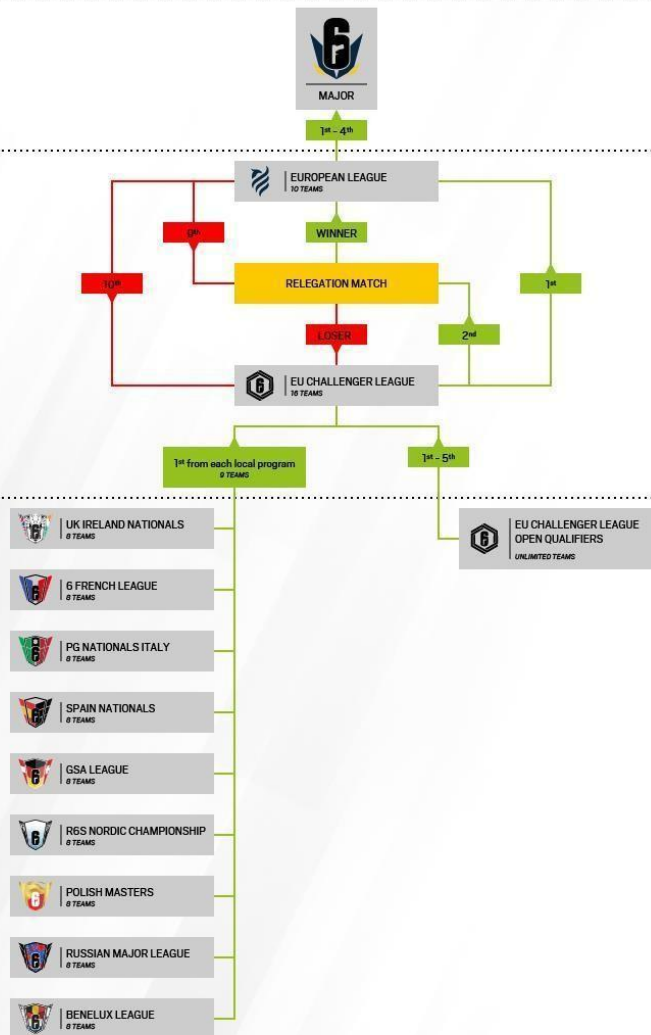 MAJOR
1st - 4th
EUROPEAN LEAGUE
10 TEAMS
9th
WINNER
10th
RELEGATION MATCH
1st
LOSER
2nd
EU CHALLENGER LEAGUE
16 TEAMS
1st from each local program
9 TEAMS
1st - 5th
UK IRELAND NATIONALS
8 TEAMS
EU CHALLENGER LEAGUE
OPEN QUALIFIERS
UNLIMITED TEAMS
6 FRENCH LEAGUE
8 TEAMS
PG NATIONALS ITALY
8 TEAMS
SPAIN NATIONALS
8 TEAMS
GSA LEAGUE
8 TEAMS
R6S NORDIC CHAMPIONSHIP
8 TEAMS
POLISH MASTERS
8 TEAMS
RUSSIAN MAJOR LEAGUE
8 TEAMS
BENELUX LEAGUE
8 TEAMS